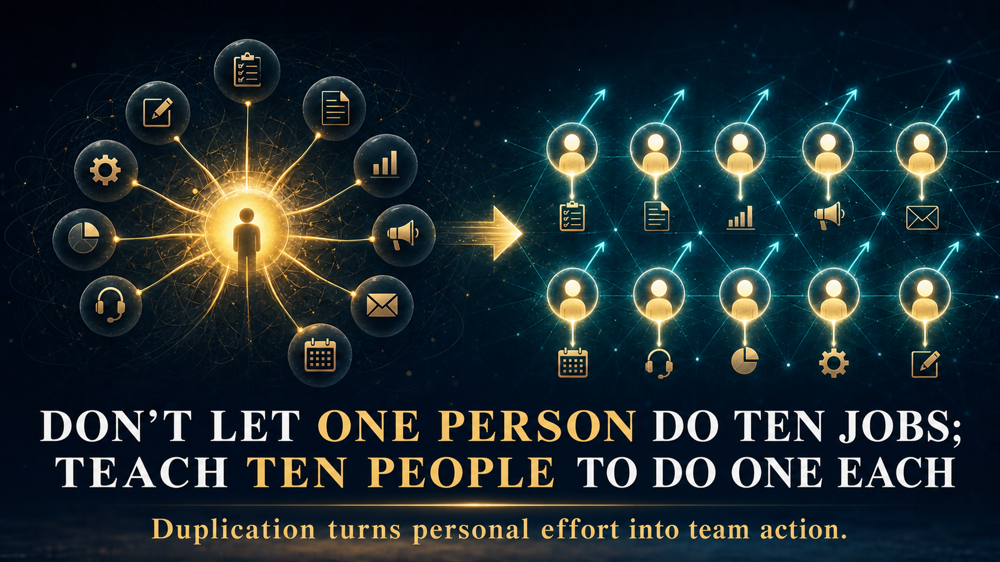 DON'T LET ONE PERSON DO TEN JOBS;
TEACH TEN PEOPLE TO DO ONE EACH
Duplication turns personal effort into team action.